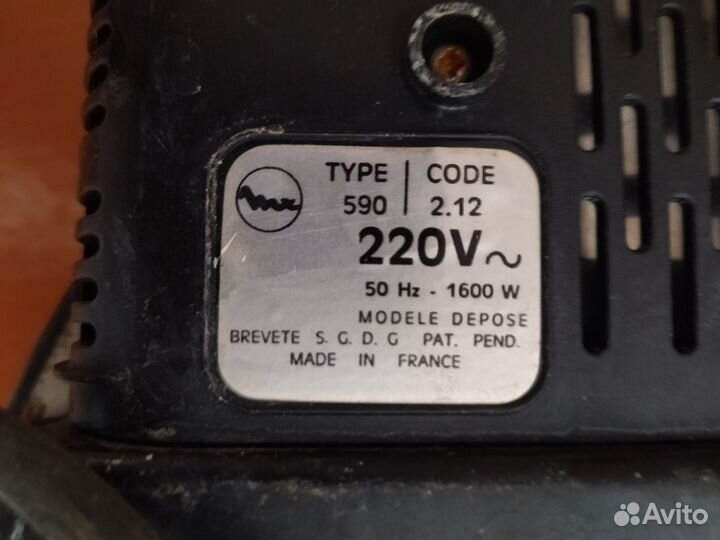 TYPE | CODE
590 | 2.12
220V~
50 Hz - 1600 W
MODELE DEPOSE
BREVETE S. G. D. G PAT. PEND.
MADE IN FRANCE
Avito